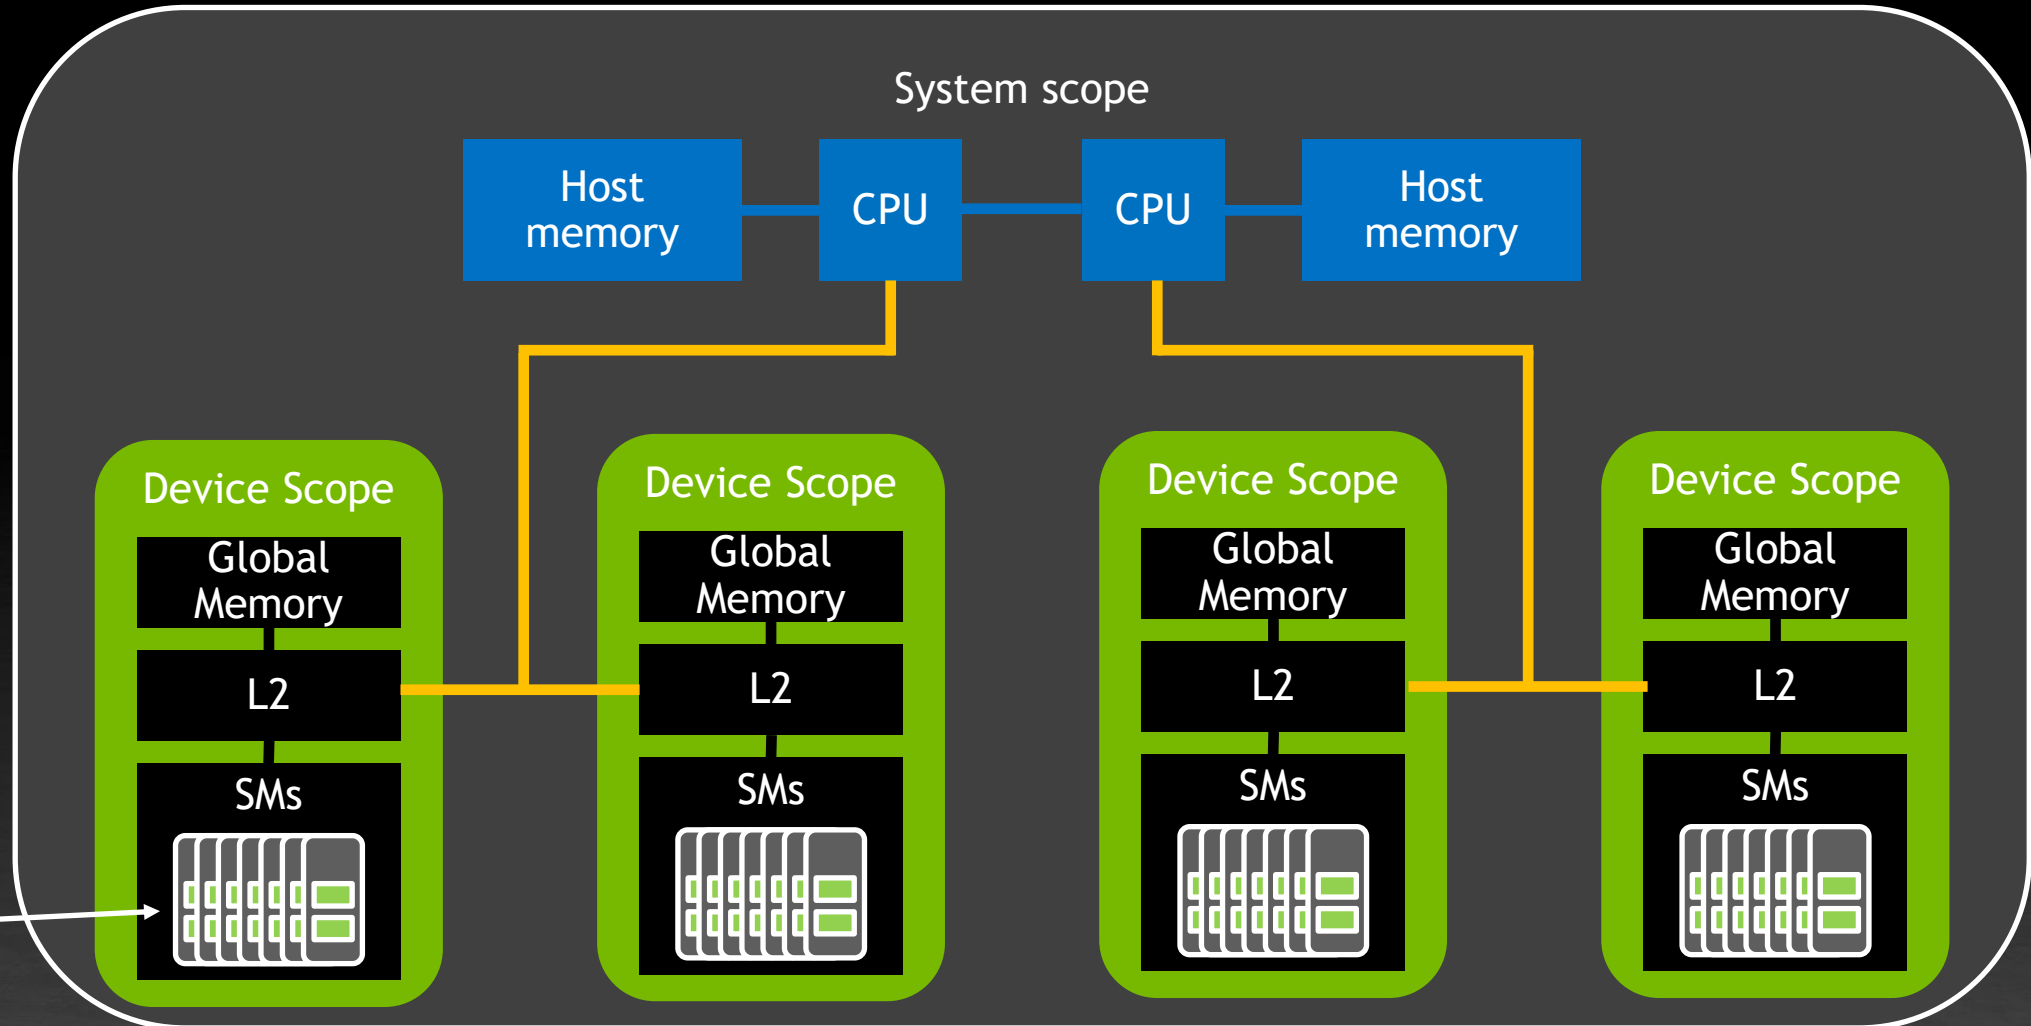 System scope
Host
memory
CPU
CPU
Host
memory
Device Scope
Global
Memory
L2
SMs
Device Scope
Global
Memory
L2
SMs
Device Scope
Global
Memory
L2
SMs
Device Scope
Global
Memory
L2
SMs